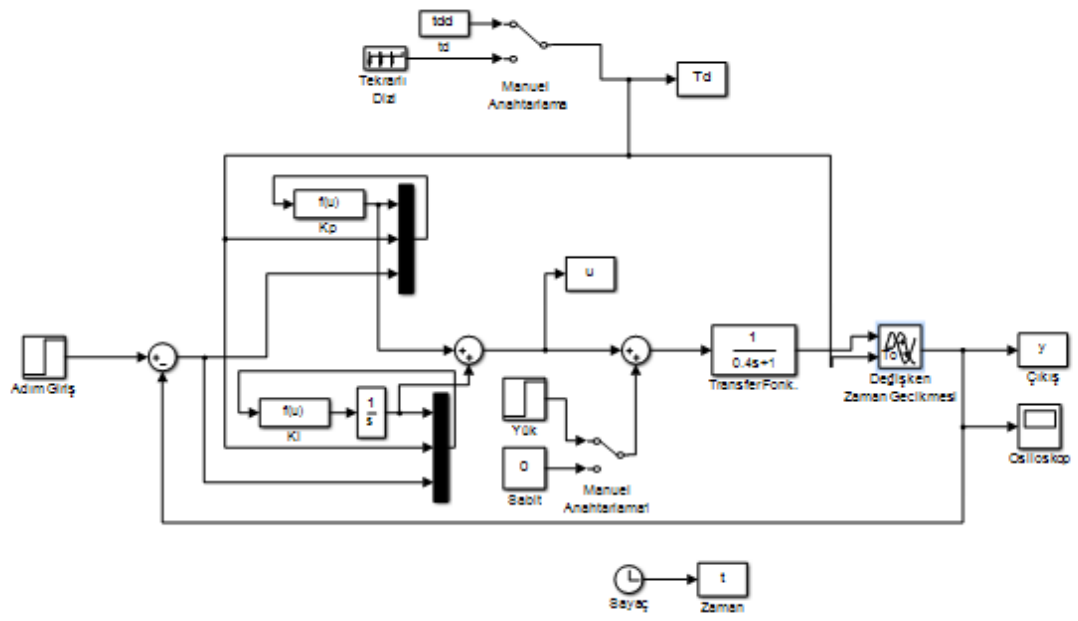 tdd
td
Tekrarlı
Dizi
Manuel
Anahtarlama
Td
f(u)
Kp
u
Adım Giriş
1
0.4s+1
Transfer Fonk.
To
Değişken
Zaman Gecikmesi
y
Çıkış
f(u)
Ki
1
s
Yük
0
Sabit
Manuel
Anahtarlama1
Osiloskop
Sayaç
t
Zaman